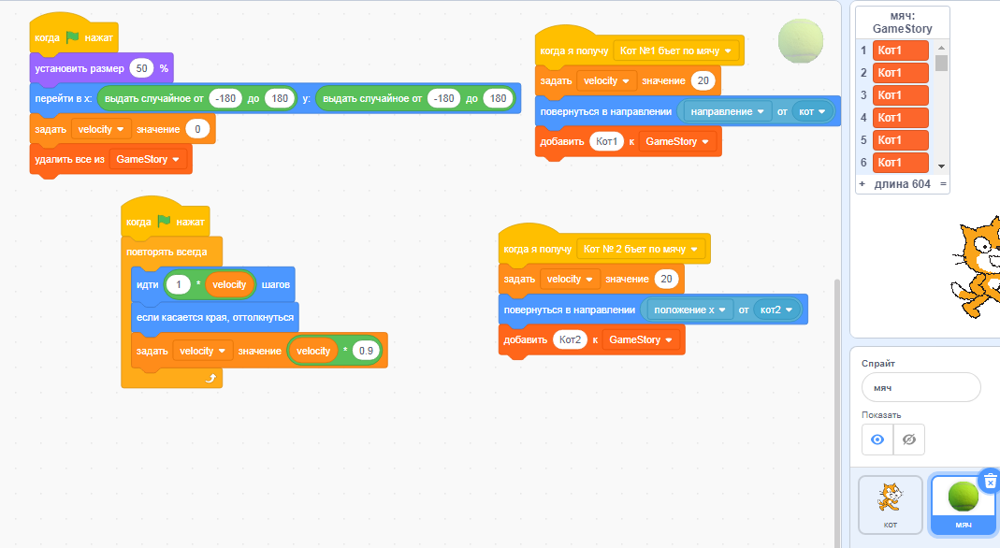 когда нажат
установить размер 50 %
перейти в x: выдать случайное от -180 до 180 y: выдать случайное от -180 до 180
задать velocity значение 0
удалить все из GameStory
когда нажат
повторять всегда
идти 1 * velocity шагов
если касается края, оттолкнуться
задать velocity значение velocity * 0.9
когда я получу Кот №1 бъет по мячу
задать velocity значение 20
повернуться в направлении направление от кот
добавить Кот1 к GameStory
когда я получу Кот № 2 бъет по мячу
задать velocity значение 20
повернуться в направлении положение x от кот2
добавить Кот2 к GameStory
мяч:
GameStory
1 Кот1
2 Кот1
3 Кот1
4 Кот1
5 Кот1
6 Кот1
+ длина 604 =
Спрайт
мяч
Показать
кот
мяч